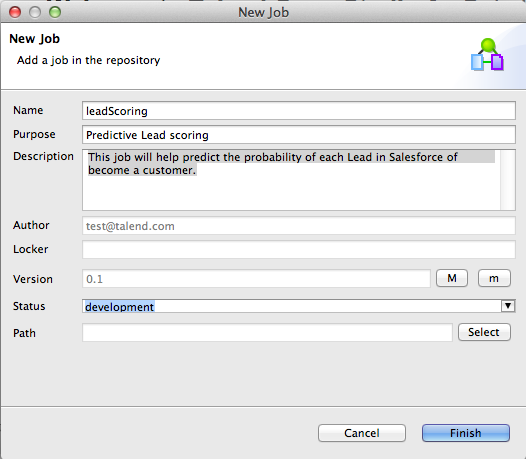 New Job
New Job
Add a job in the repository
Name leadScoring
Purpose Predictive Lead scoring
Description This job will help predict the probability of each Lead in Salesforce of
become a customer.
Author test@talend.com
Locker
Version 0.1 M m
Status development
Path Select
Cancel Finish